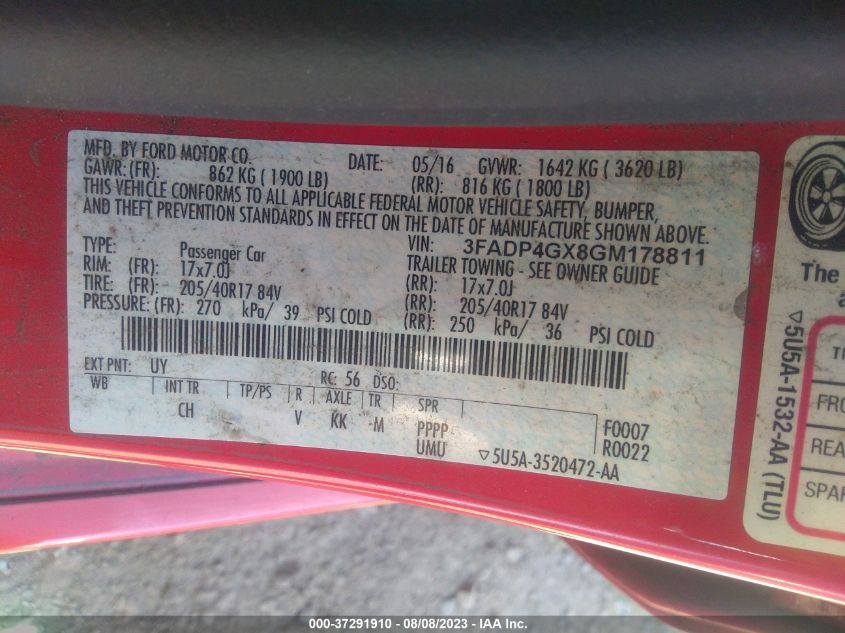 MFD. BY FORD MOTOR CO. DATE: 05/16 GVWR: 1642 KG ( 3620 LB)
GAWR:(FR): 862 KG ( 1900 LB) (RR): 816 KG ( 1800 LB)
THIS VEHICLE CONFORMS TO ALL APPLICABLE FEDERAL MOTOR VEHICLE SAFETY, BUMPER,
AND THEFT PREVENTION STANDARDS IN EFFECT ON THE DATE OF MANUFACTURE SHOWN ABOVE.
VIN: 3FADP4GX8GM178811
TYPE: Passenger Car TRAILER TOWING - SEE OWNER GUIDE
RIM: (FR): 17x7.0J (RR): 17x7.0J
TIRE: (FR): 205/40R17 84V (RR): 205/40R17 84V
PRESSURE: (FR): 270 kPa/ 39 PSI COLD (RR): 250 kPa/ 36 PSI COLD
EXT PNT: UY RC: 56 DSO:
WB INT TR TP/PS R AXLE TR SPR
CH V KK -M PPPP F0007
UMU R0022
▽5U5A-3520472-AA
The
▽5U5A-1532-AA (TLU)
FRO
REA
SPAR
000-37291910 - 08/08/2023 - IAA Inc.